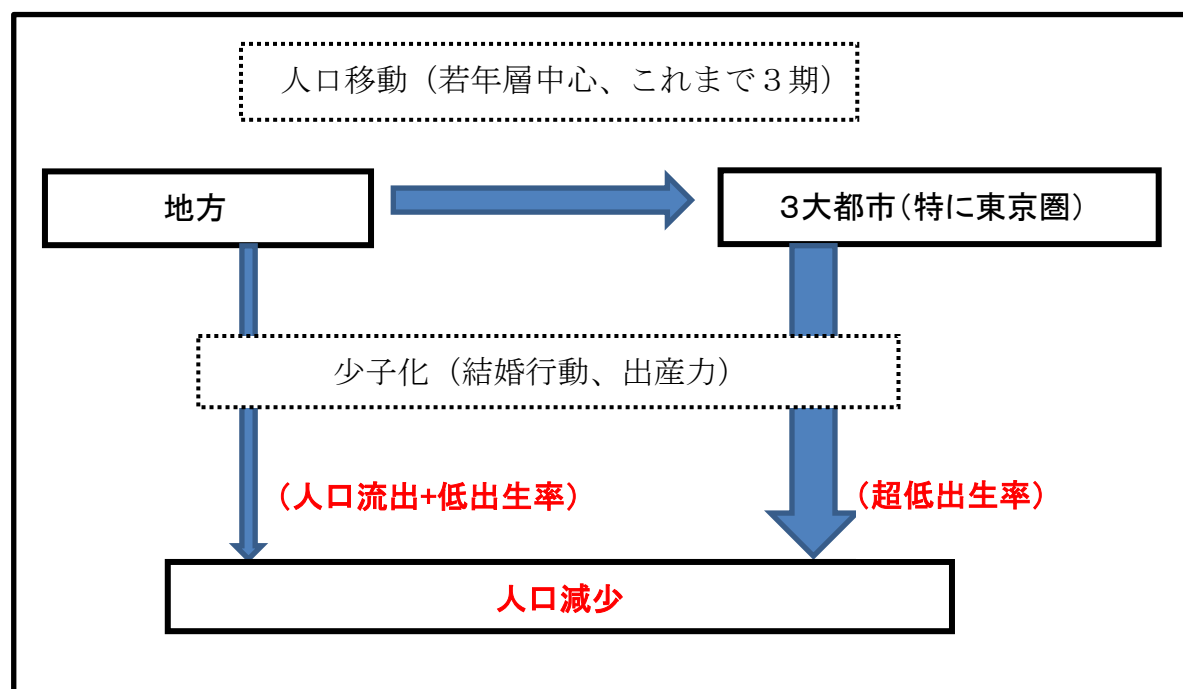 人口移動（若年層中心、これまで３期）
地方
３大都市（特に東京圏）
少子化（結婚行動、出産力）
（人口流出+低出生率）
（超低出生率）
人口減少